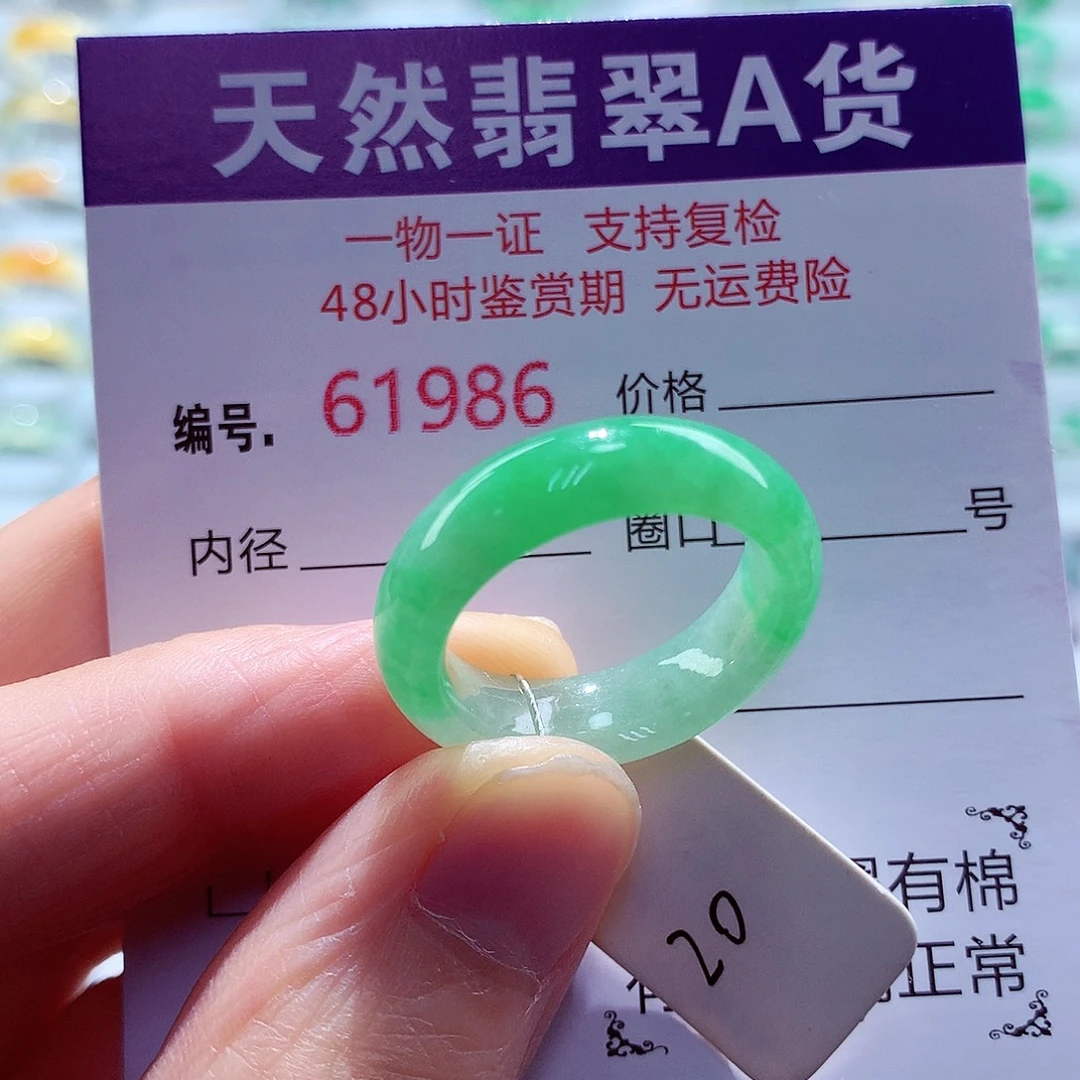 天然翡翠A货
一物一证 支持复检
48小时鉴赏期 无运费险
编号. 61986 价格
内径 圈口 号
有棉
正常
20